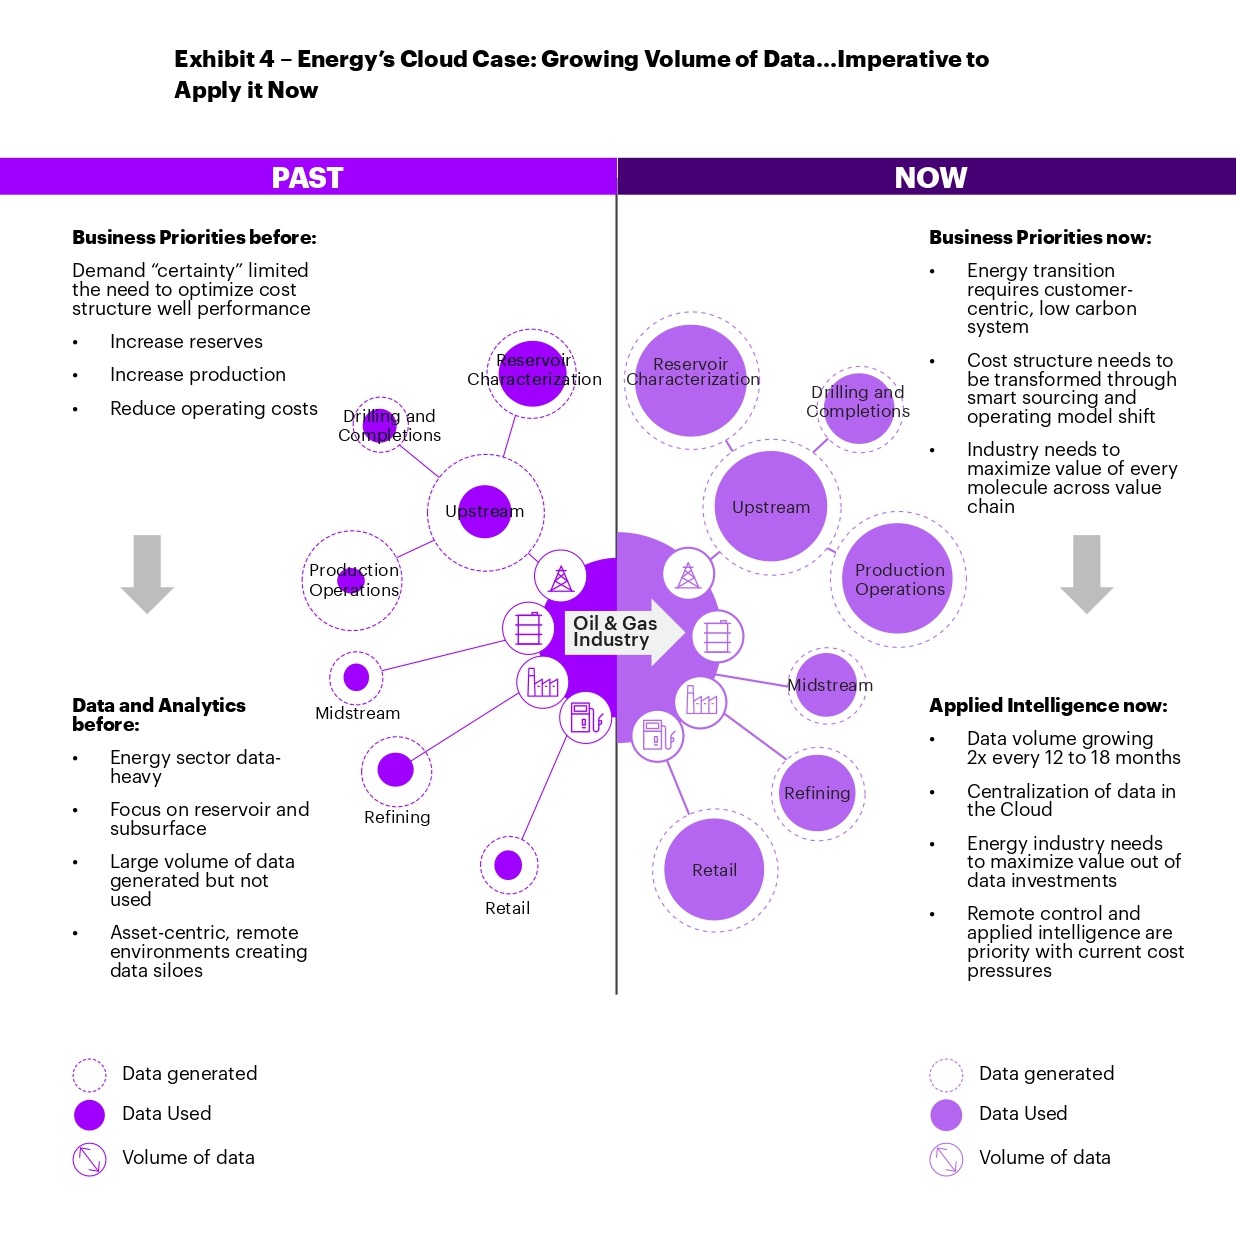 Exhibit 4 – Energy's Cloud Case: Growing Volume of Data...Imperative to
Apply it Now
PAST
NOW
Business Priorities before:
Demand “certainty” limited
the need to optimize cost
structure well performance
• Increase reserves
• Increase production
• Reduce operating costs
Data and Analytics
before:
• Energy sector data-
heavy
• Focus on reservoir and
subsurface
• Large volume of data
generated but not
used
• Asset-centric, remote
environments creating
data siloes
Reservoir
Characterization
Drilling and
Completions
Upstream
Production
Operations
Midstream
Refining
Retail
Oil & Gas
Industry
Reservoir
Characterization
Drilling and
Completions
Upstream
Production
Operations
Midstream
Refining
Retail
Business Priorities now:
• Energy transition
requires customer-
centric, low carbon
system
• Cost structure needs to
be transformed through
smart sourcing and
operating model shift
• Industry needs to
maximize value of every
molecule across value
chain
Applied Intelligence now:
• Data volume growing
2x every 12 to 18 months
• Centralization of data in
the Cloud
• Energy industry needs
to maximize value out of
data investments
• Remote control and
applied intelligence are
priority with current cost
pressures
Data generated
Data Used
Volume of data
Data generated
Data Used
Volume of data